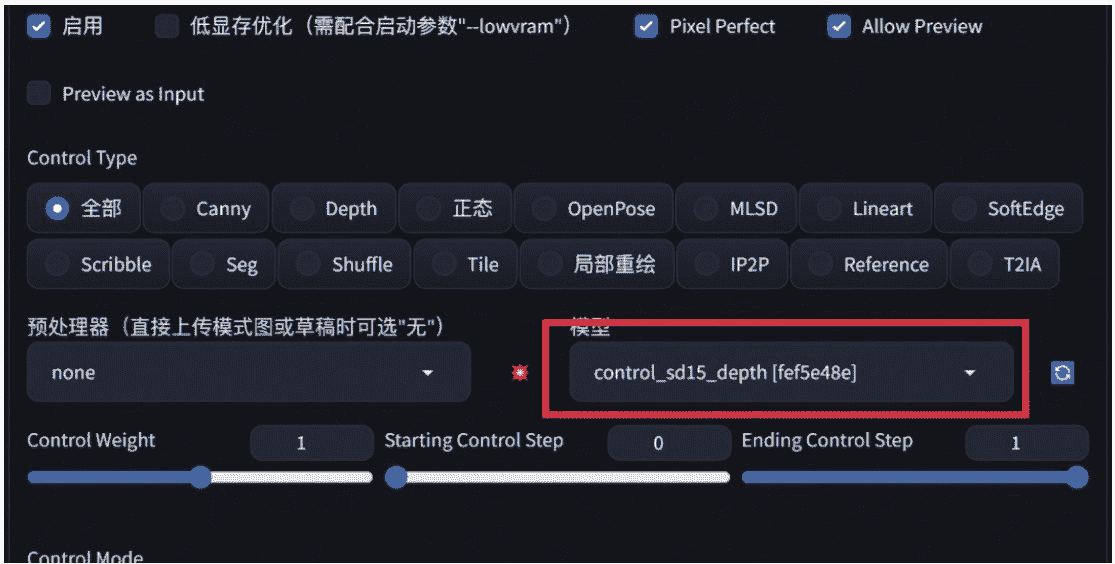 启用 低显存优化（需配合启动参数"--lowvram"） Pixel Perfect Allow Preview
Preview as Input
Control Type
全部 Canny Depth 正态 OpenPose MLSD Lineart SoftEdge
Scribble Seg Shuffle Tile 局部重绘 IP2P Reference T2IA
预处理器（直接上传模式图或草稿时可选"无"） 模型
none control_sd15_depth [fef5e48e]
Control Weight 1 Starting Control Step 0 Ending Control Step 1
Control Mode